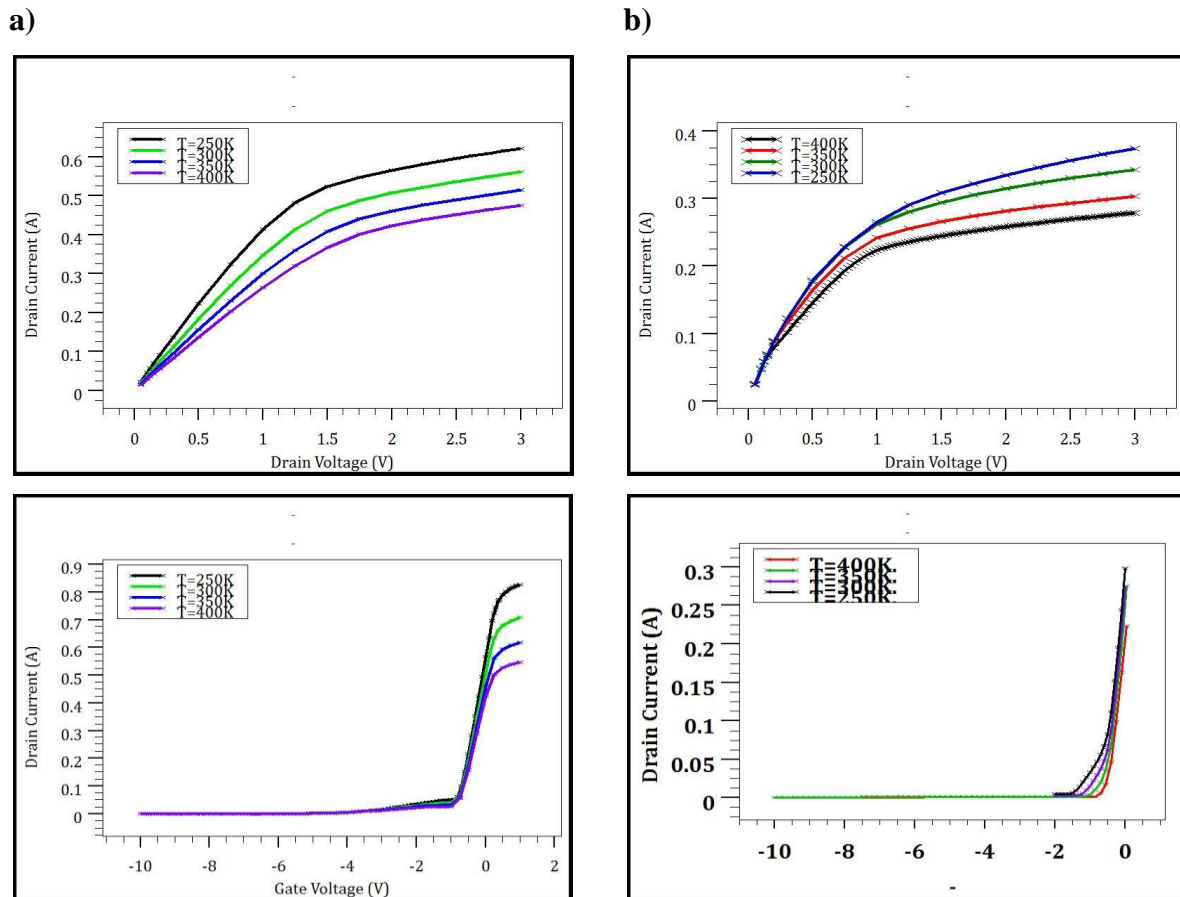 a)
b)
T=250K
T=300K
T=350K
T=400K
0.6
0.5
0.4
0.3
0.2
0.1
0
Drain Current (A)
0 0.5 1 1.5 2 2.5 3
Drain Voltage (V)
T=400K
T=350K
T=300K
T=250K
0.4
0.3
0.2
0.1
0
Drain Current (A)
0 0.5 1 1.5 2 2.5 3
Drain Voltage (V)
T=250K
T=300K
T=350K
T=400K
0.9
0.8
0.7
0.6
0.5
0.4
0.3
0.2
0.1
0
Drain Current (A)
-10 -8 -6 -4 -2 0 2
Gate Voltage (V)
T=400K
T=350K
T=300K
T=250K
0.3
0.25
0.2
0.15
0.1
0.05
0
Drain Current (A)
-10 -8 -6 -4 -2 0